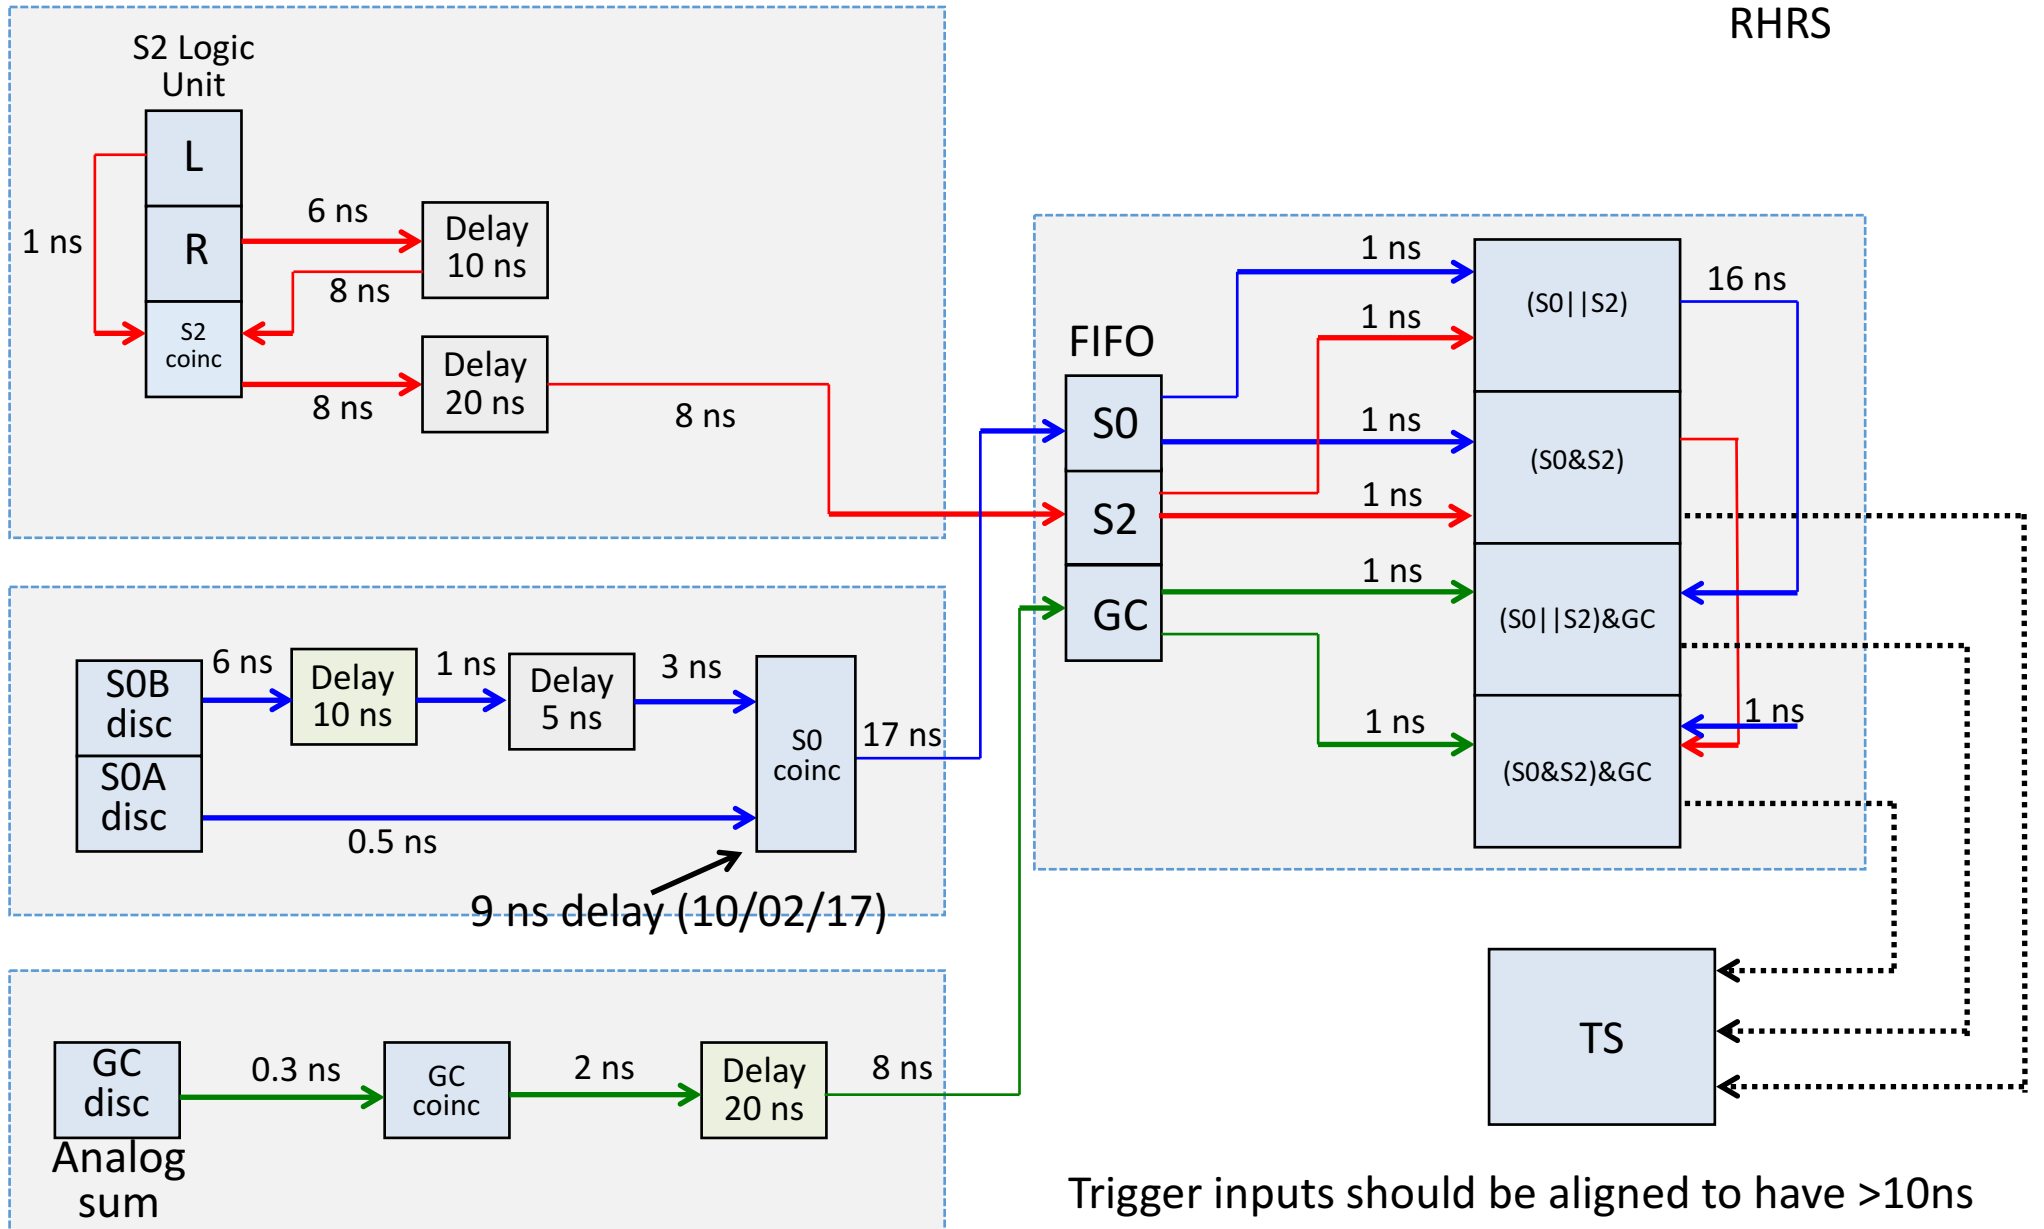 RHRS
S2 Logic
Unit
L
R
S2
coinc
1 ns
6 ns
Delay
10 ns
8 ns
Delay
20 ns
8 ns
8 ns
S0B
disc
S0A
disc
6 ns
Delay
10 ns
1 ns
Delay
5 ns
3 ns
0.5 ns
S0
coinc
17 ns
9 ns delay (10/02/17)
GC
disc
Analog
sum
0.3 ns
GC
coinc
2 ns
Delay
20 ns
8 ns
FIFO
S0
S2
GC
1 ns
1 ns
1 ns
1 ns
1 ns
1 ns
(S0||S2)
(S0&S2)
(S0||S2)&GC
(S0&S2)&GC
16 ns
1 ns
TS
Trigger inputs should be aligned to have >10ns